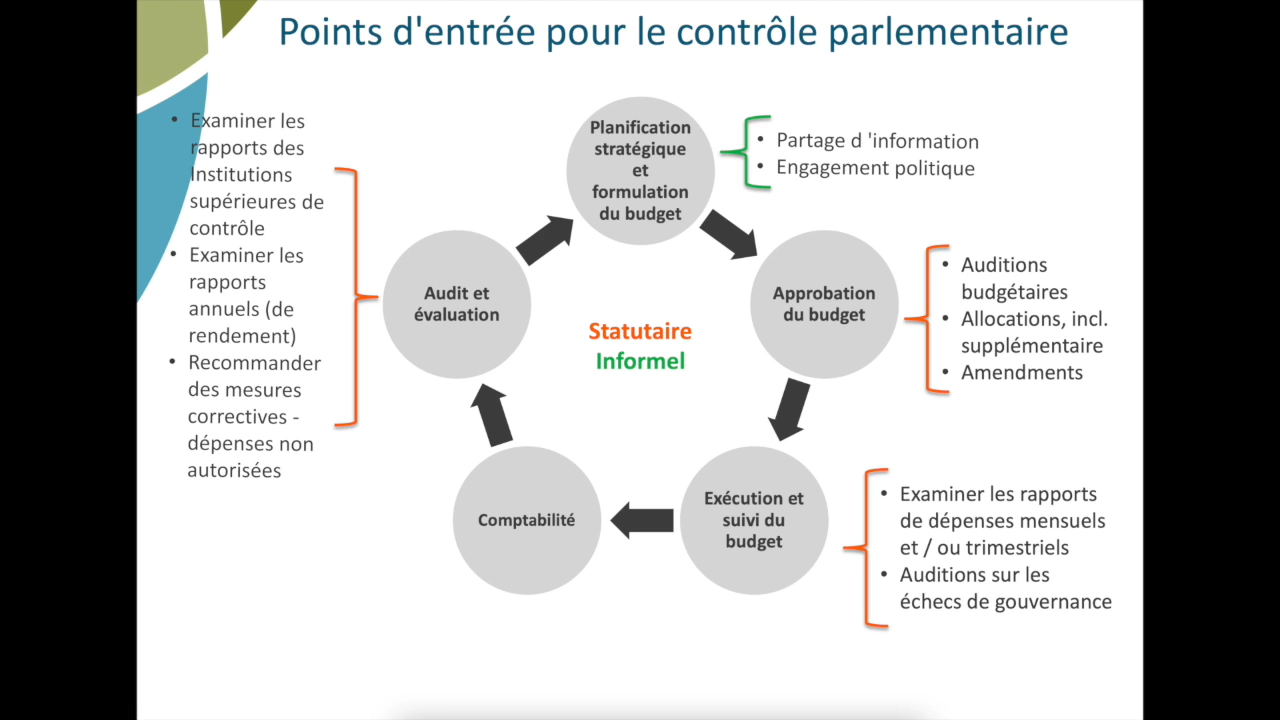 Points d'entrée pour le contrôle parlementaire
• Examiner les
rapports des
Institutions
supérieures de
contrôle
• Examiner les
rapports
annuels (de
rendement)
• Recommander
des mesures
correctives -
dépenses non
autorisées
Planification
stratégique
et
formulation
du budget
• Partage d 'information
• Engagement politique
Audit et
évaluation
Statutaire
Informel
Approbation
du budget
• Auditions
budgétaires
• Allocations, incl.
supplémentaire
• Amendments
Comptabilité
Exécution et
suivi du
budget
• Examiner les rapports
de dépenses mensuels
et / ou trimestriels
• Auditions sur les
échecs de gouvernance